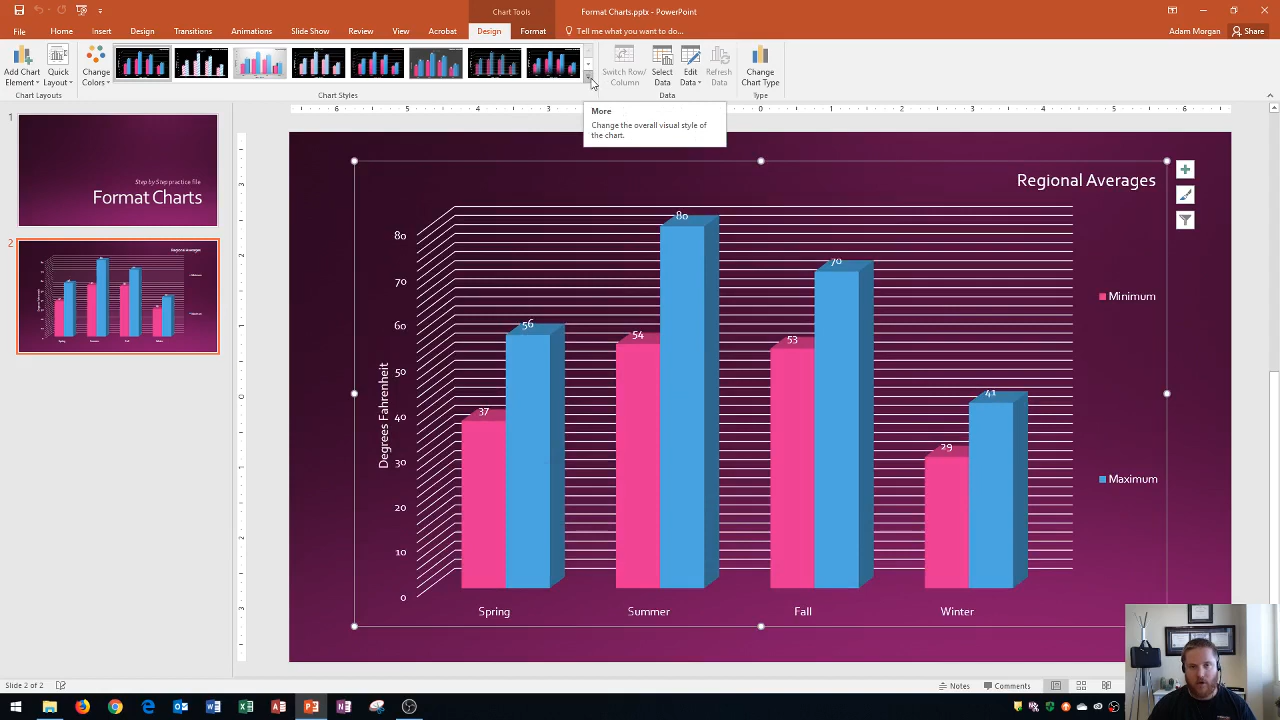 Chart Tools
Format Charts.pptx - PowerPoint
File
Home
Insert
Design
Transitions
Animations
Slide Show
Review
View
Acrobat
Design
Format
Tell me what you want to do...
Adam Morgan
Share
Add Chart
Element
Quick
Layout
Change
Colors
Switch Row/
Column
Select
Data
Edit
Data
Refresh
Data
Change
Chart Type
Chart Layouts
Chart Styles
Data
Type
More
Change the overall visual style of
the chart.
1
Step by Step practice file
Format Charts
2
Regional Averages
80
70
60
50
40
30
20
10
0
Degrees Fahrenheit
37
56
54
80
53
70
29
41
Minimum
Maximum
Spring
Summer
Fall
Winter
Slide 2 of 2
Notes
Comments